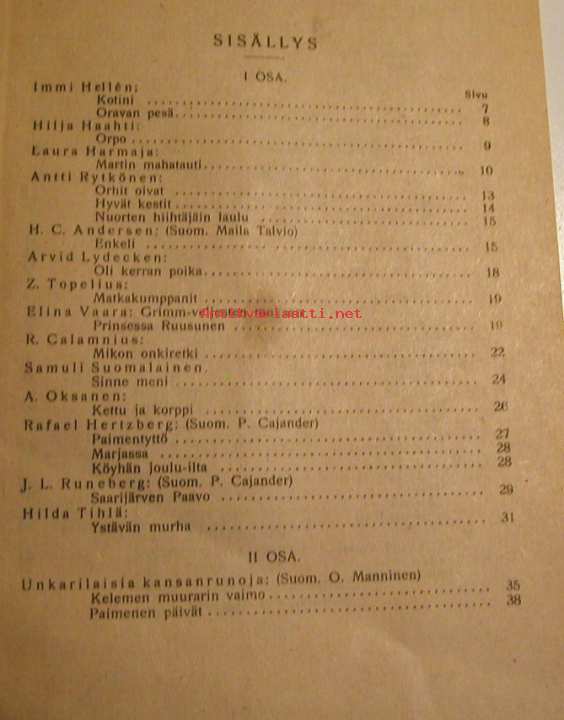 SISÄLLYS
I OSA.
Immi Hellén: Sivu
Kotini 7
Oravan pesä 8
Hilja Haahti:
Orpo 9
Laura Harmaja:
Martin mahatauti 10
Antti Rytkönen:
Orhit oivat 13
Hyvät kestit 14
Nuorten hiihtäjäin laulu 15
H. C. Andersen: (Suom. Maila Talvio)
Enkeli 15
Arvid Lydecken:
Oli kerran poika 18
Z. Topelius:
Matkakumppanit 19
Elina Vaara: Grimm-veljesten
Prinsessa Ruusunen 19
R. Calamnius:
Mikon onkiretki 22
Samuli Suomalainen.
Sinne meni 24
A. Oksanen:
Kettu ja korppi 26
Rafael Hertzberg: (Suom. P. Cajander)
Paimentyttö 27
Marjassa 28
Köyhän joulu-ilta 28
J. L. Runeberg: (Suom. P. Cajander)
Saarijärven Paavo 29
Hilda Tihlä:
Ystävän murha 31
II OSA.
Unkarilaisia kansanrunoja: (Suom. O. Manninen)
Kelemen muurarin vaimo 35
Paimenen päivät 38